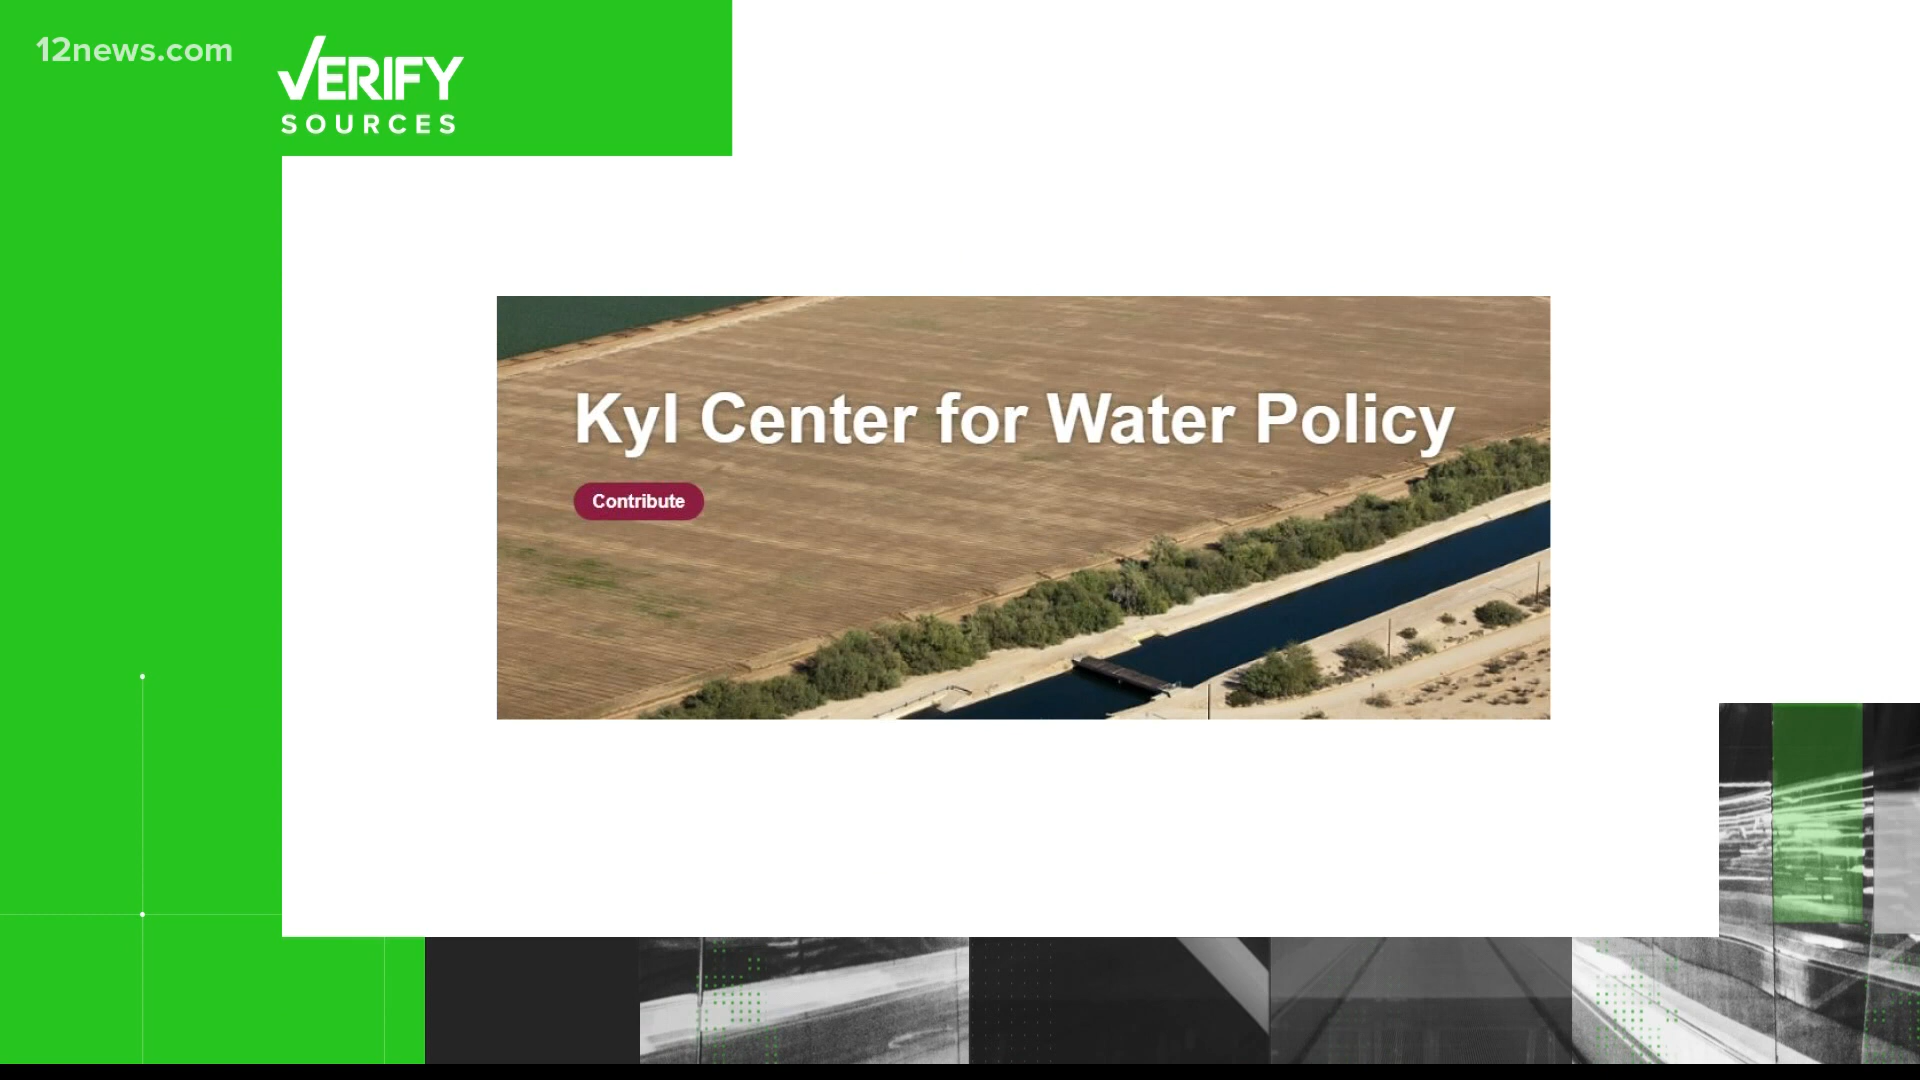 12news.com
VERIFY
SOURCES
Kyl Center for Water Policy
Contribute